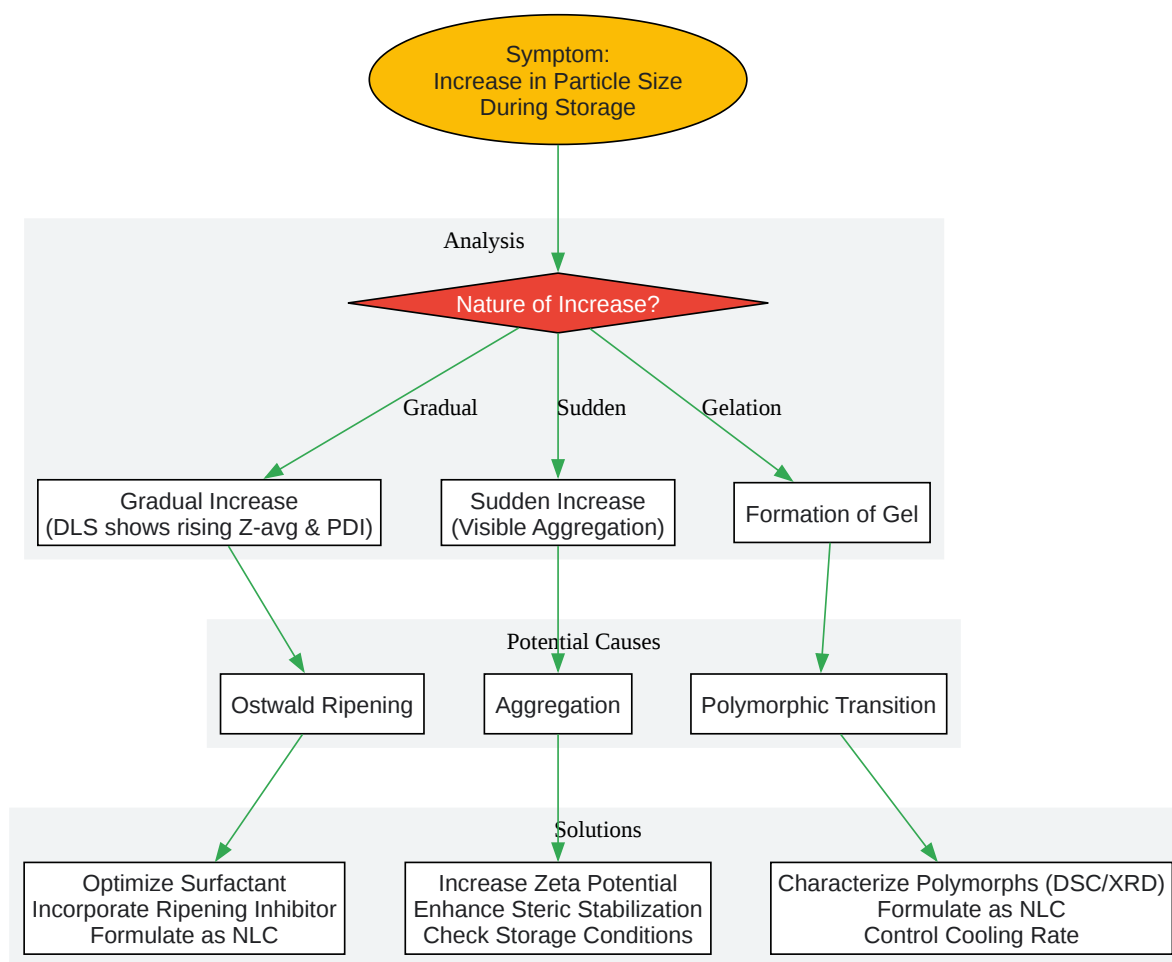 Symptom:
Increase in Particle Size
During Storage
Analysis
Nature of Increase?
Gradual
Sudden
Gelation
Gradual Increase
(DLS shows rising Z-avg & PDI)
Sudden Increase
(Visible Aggregation)
Formation of Gel
Potential Causes
Ostwald Ripening
Aggregation
Polymorphic Transition
Solutions
Optimize Surfactant
Incorporate Ripening Inhibitor
Formulate as NLC
Increase Zeta Potential
Enhance Steric Stabilization
Check Storage Conditions
Characterize Polymorphs (DSC/XRD)
Formulate as NLC
Control Cooling Rate